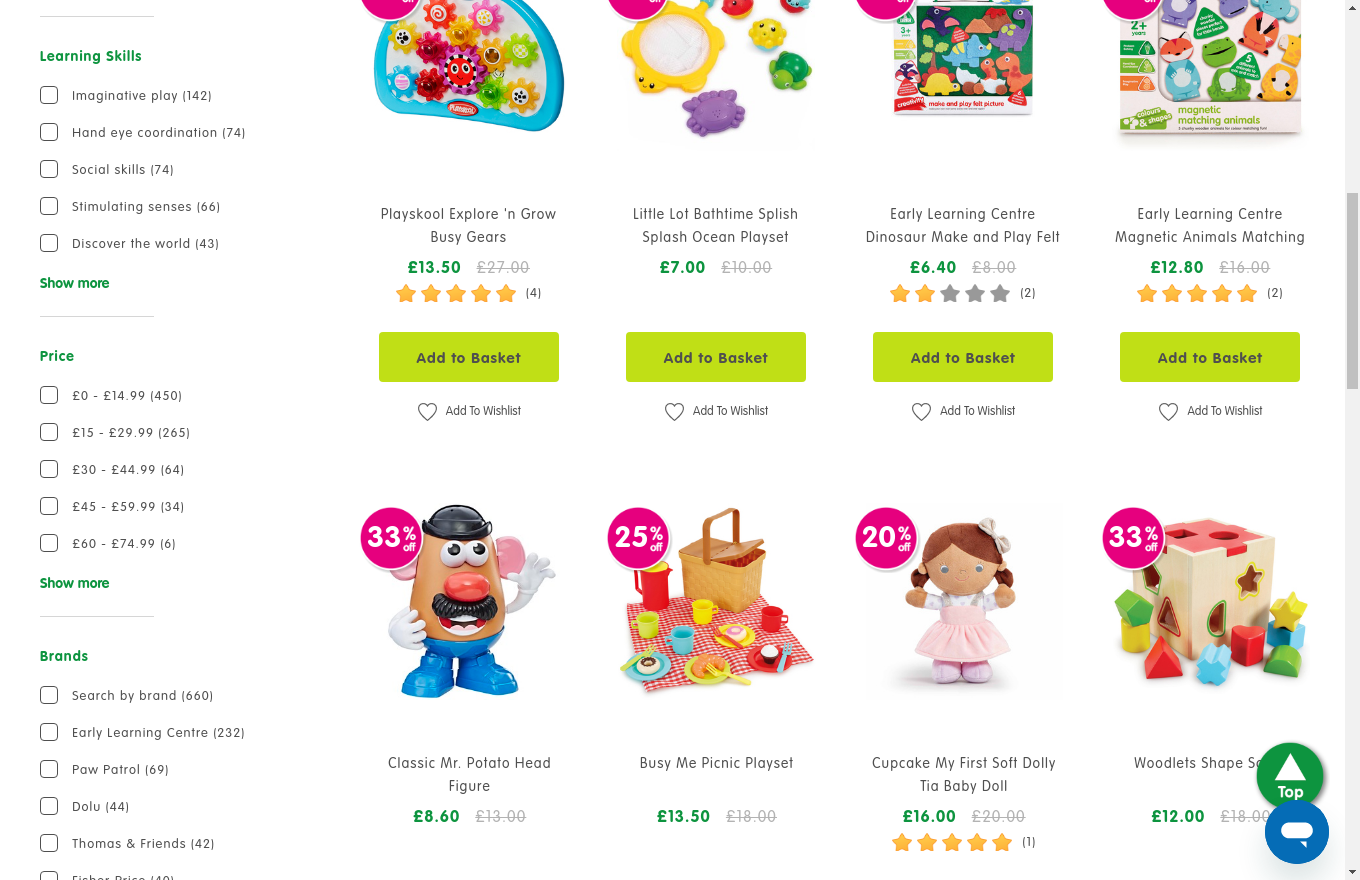 Learning Skills
Imaginative play (142)
Hand eye coordination (74)
Social skills (74)
Stimulating senses (66)
Discover the world (43)
Show more
Price
£0 - £14.99 (450)
£15 - £29.99 (265)
£30 - £44.99 (64)
£45 - £59.99 (34)
£60 - £74.99 (6)
Show more
Brands
Search by brand (660)
Early Learning Centre (232)
Paw Patrol (69)
Dolu (44)
Thomas & Friends (42)
Fisher Price (40)
off
PLAYSKOOL
Playskool Explore 'n Grow
Busy Gears
£13.50 £27.00
(4)
Add to Basket
Add To Wishlist
off
Little Lot Bathtime Splish
Splash Ocean Playset
£7.00 £10.00
Add to Basket
Add To Wishlist
off
3+
creativity
make and play felt picture
Early Learning Centre
Dinosaur Make and Play Felt
£6.40 £8.00
(2)
Add to Basket
Add To Wishlist
off
2+
years
colours
& shapes
magnetic
matching animals
Early Learning Centre
Magnetic Animals Matching
£12.80 £16.00
(2)
Add to Basket
Add To Wishlist
33% off
Classic Mr. Potato Head
Figure
£8.60 £13.00
25% off
Busy Me Picnic Playset
£13.50 £18.00
20% off
Cupcake My First Soft Dolly
Tia Baby Doll
£16.00 £20.00
(1)
33% off
Woodlets Shape
£12.00 £18.00
Top